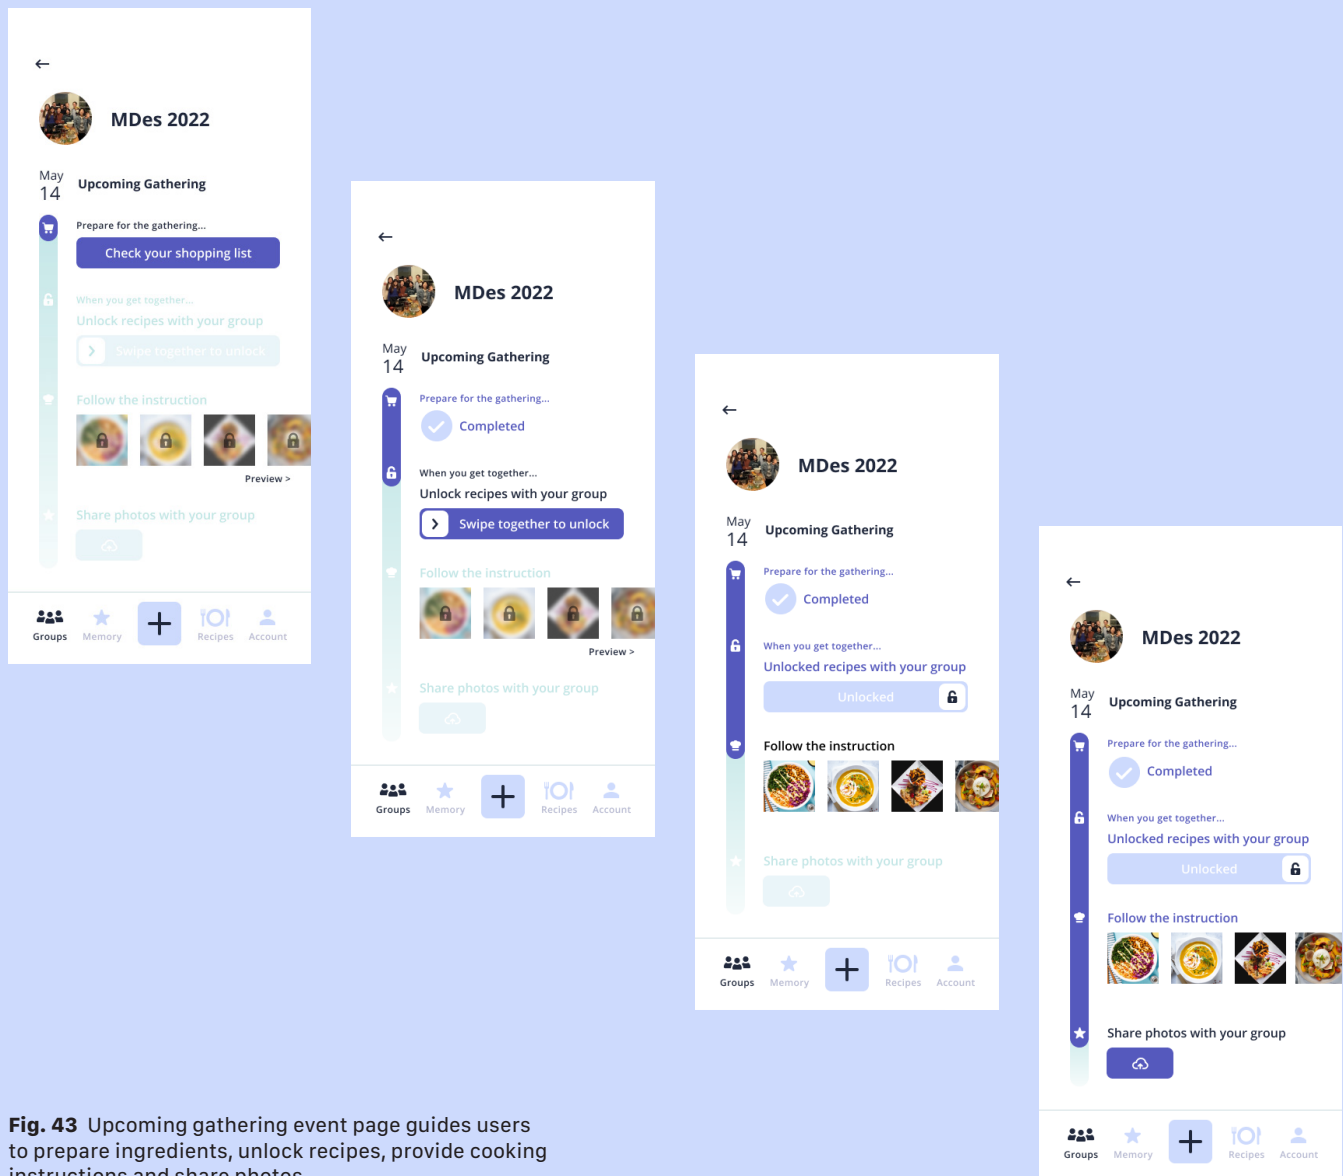 MDes 2022
May
14
Upcoming Gathering
Prepare for the gathering...
Check your shopping list
When you get together...
Unlock recipes with your group
Swipe together to unlock
Follow the instruction
Preview >
Share photos with your group
Groups
Memory
Recipes
Account
MDes 2022
May
14
Upcoming Gathering
Prepare for the gathering...
Completed
When you get together...
Unlock recipes with your group
Swipe together to unlock
Follow the instruction
Preview >
Share photos with your group
Groups
Memory
Recipes
Account
MDes 2022
May
14
Upcoming Gathering
Prepare for the gathering...
Completed
When you get together...
Unlocked recipes with your group
Unlocked
Follow the instruction
Share photos with your group
Groups
Memory
Recipes
Account
MDes 2022
May
14
Upcoming Gathering
Prepare for the gathering...
Completed
When you get together...
Unlocked recipes with your group
Unlocked
Follow the instruction
Share photos with your group
Groups
Memory
Recipes
Account
Fig. 43 Upcoming gathering event page guides users
to prepare ingredients, unlock recipes, provide cooking
instructions and share photos